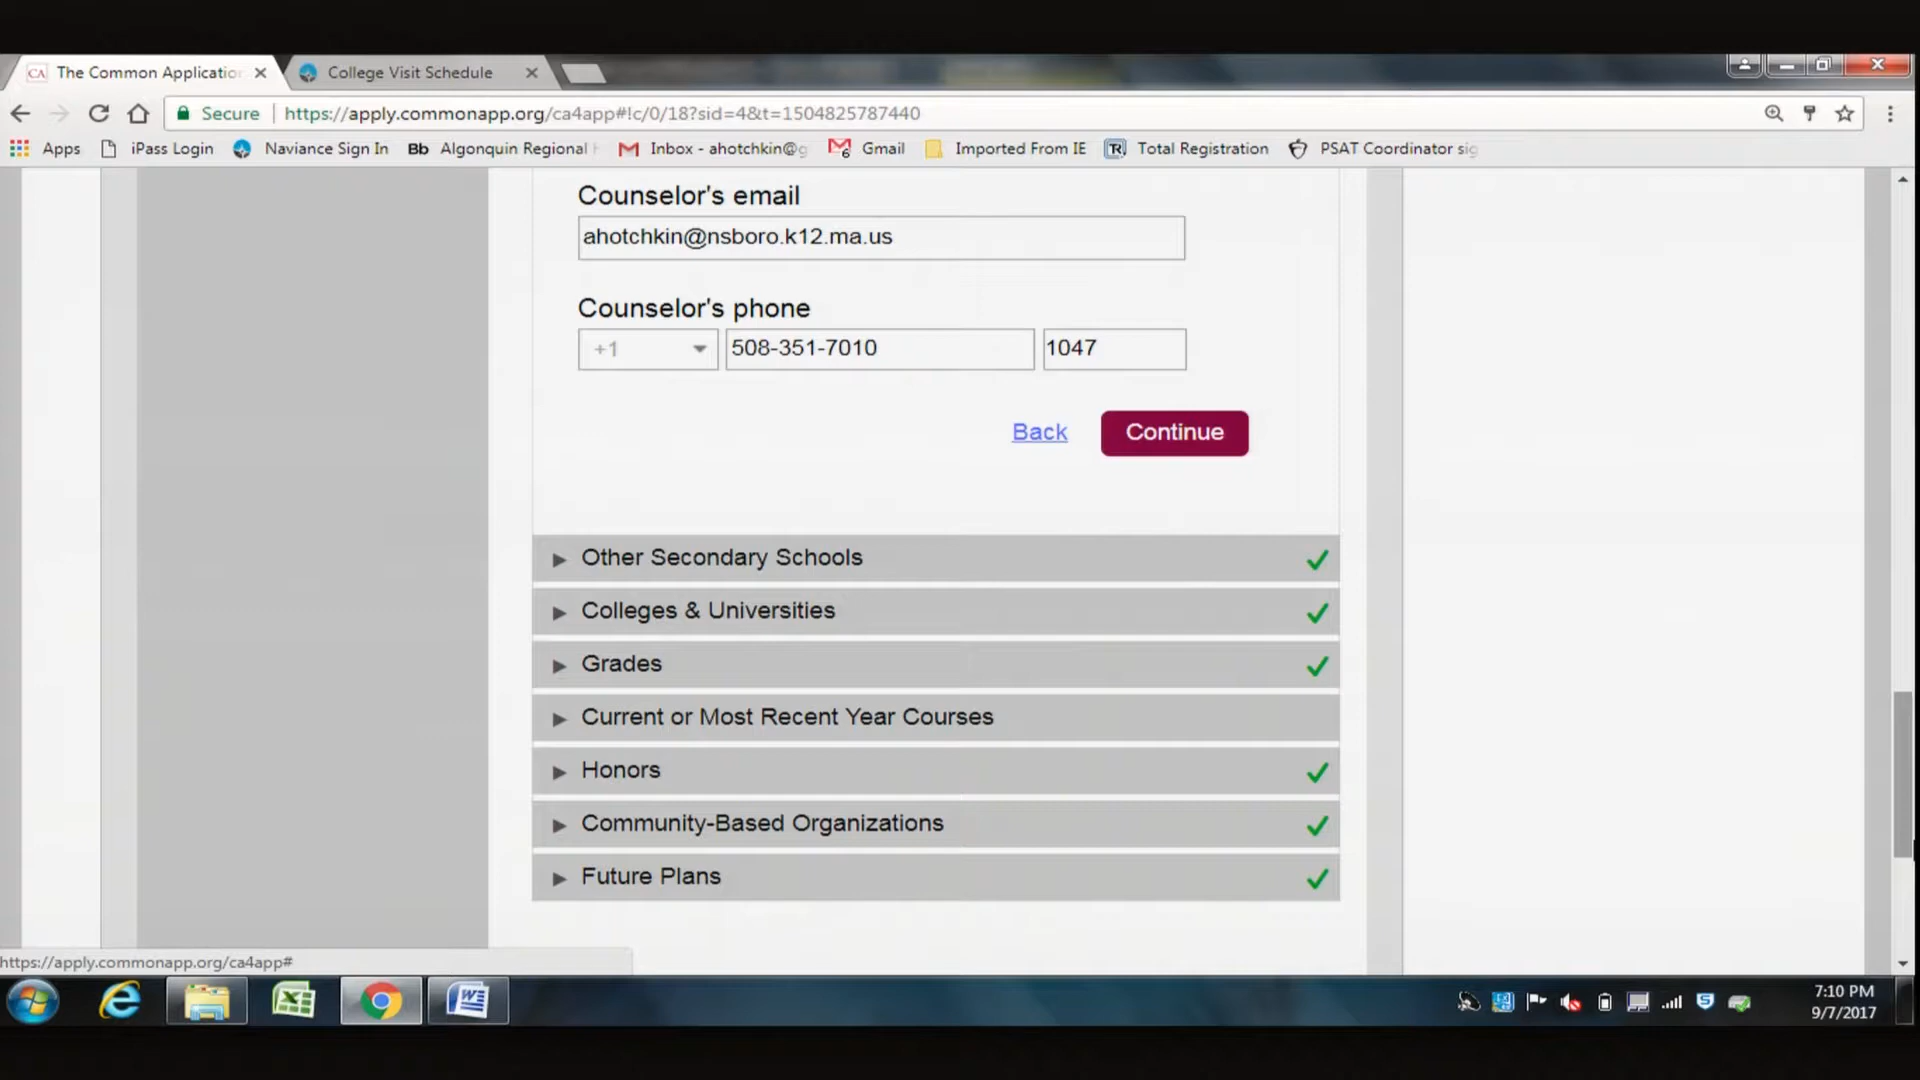 CA The Common Application
College Visit Schedule
Secure https://apply.commonapp.org/ca4app#!c/0/18?sid=4&t=1504825787440
Apps iPass Login Naviance Sign In Bb Algonquin Regional Inbox - ahotchkin@g Gmail Imported From IE Total Registration PSAT Coordinator sig
Counselor's email
ahotchkin@nsboro.k12.ma.us
Counselor's phone
+1 508-351-7010 1047
Back Continue
Other Secondary Schools
Colleges & Universities
Grades
Current or Most Recent Year Courses
Honors
Community-Based Organizations
Future Plans
https://apply.commonapp.org/ca4app#
7:10 PM
9/7/2017